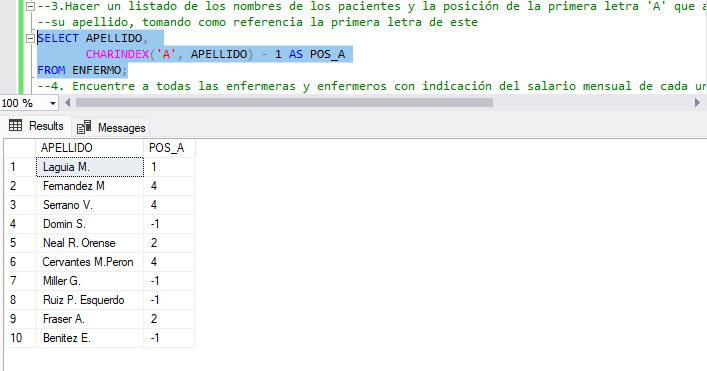 --3.Hacer un listado de los nombres de los pacientes y la posición de la primera letra 'A' que a
--su apellido, tomando como referencia la primera letra de este
SELECT APELLIDO,
CHARINDEX('A', APELLIDO) - 1 AS POS_A
FROM ENFERMO;
--4. Encuentre a todas las enfermeras y enfermeros con indicación del salario mensual de cada un
100 %
Results Messages
APELLIDO POS_A
1 Laguia M. 1
2 Fernandez M 4
3 Serrano V. 4
4 Domin S. -1
5 Neal R. Orense 2
6 Cervantes M.Peron 4
7 Miller G. -1
8 Ruiz P. Esquerdo -1
9 Fraser A. 2
10 Benitez E. -1